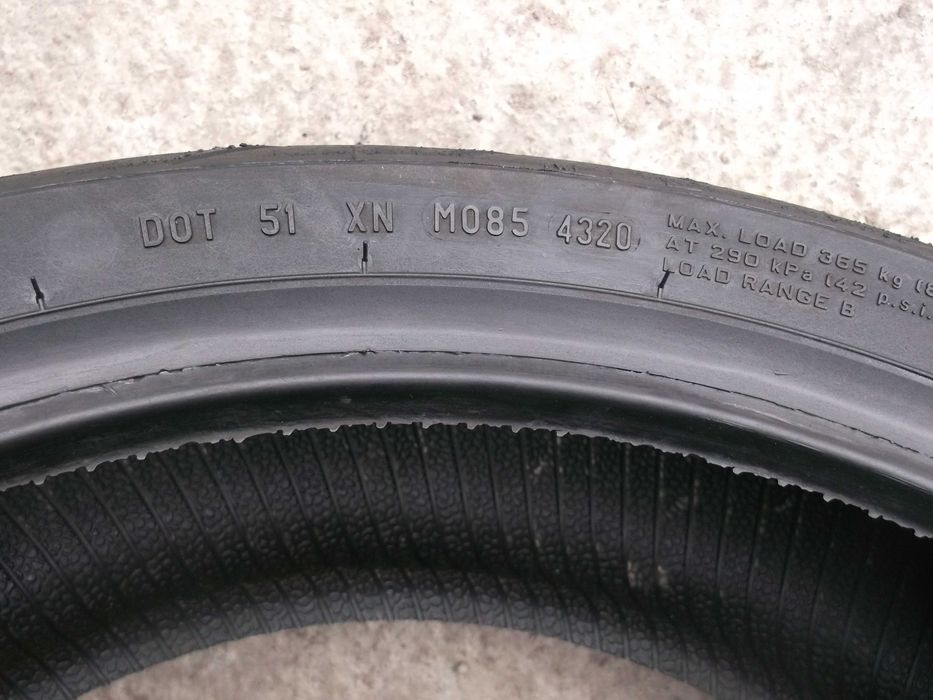 DOT 51 XN M085 4320
MAX. LOAD 365 kg
AT 290 kPa (42 p.s.i.
LOAD RANGE B